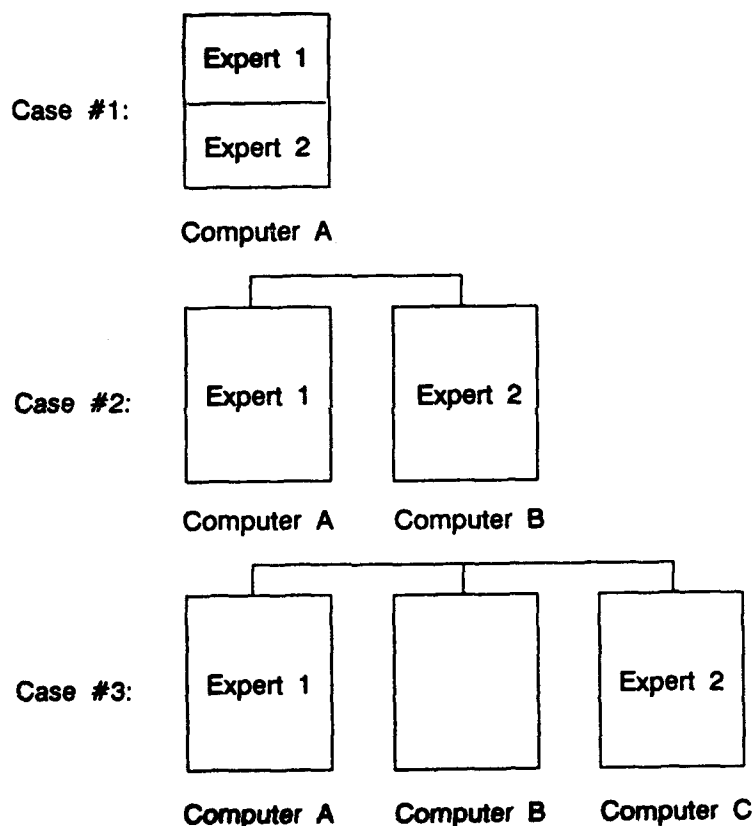 Expert 1
Case #1:
Expert 2
Computer A
Case #2:
Expert 1 Expert 2
Computer A Computer B
Case #3:
Expert 1 Expert 2
Computer A Computer B Computer C